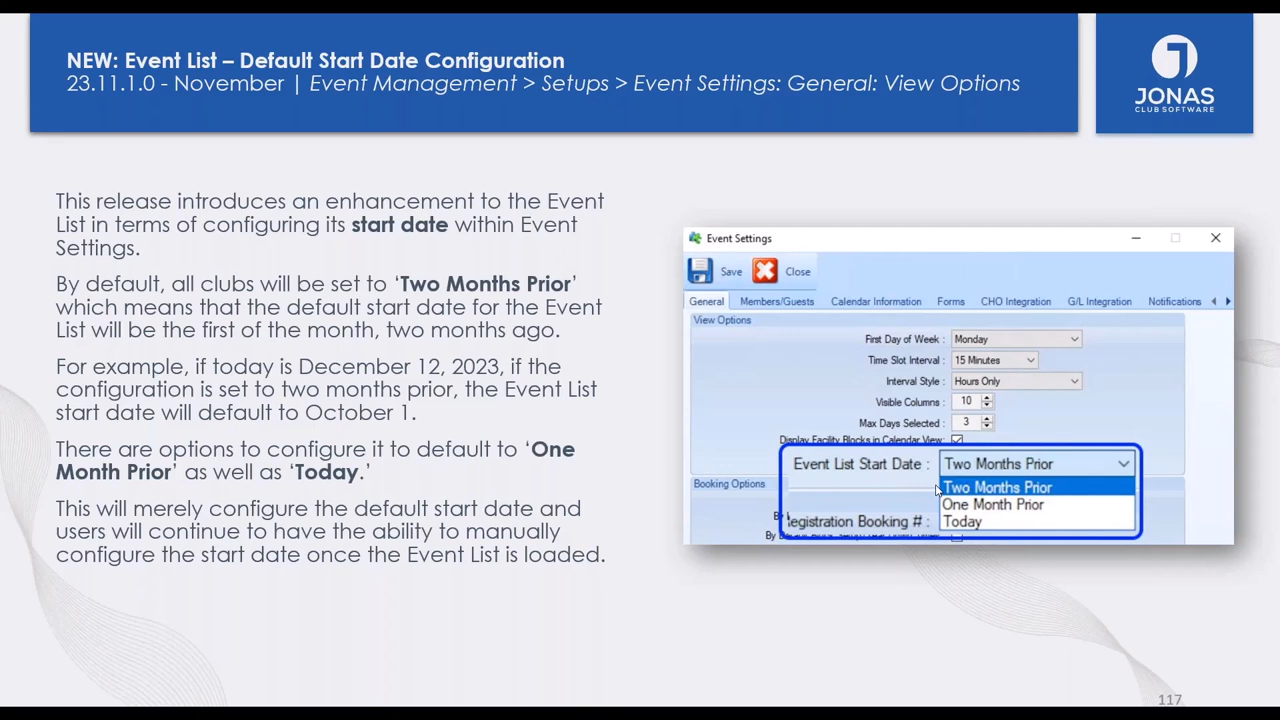 NEW: Event List – Default Start Date Configuration
23.11.1.0 - November | Event Management > Setups > Event Settings: General: View Options
JONAS
CLUB SOFTWARE
This release introduces an enhancement to the Event
List in terms of configuring its start date within Event
Settings.
By default, all clubs will be set to ‘Two Months Prior’
which means that the default start date for the Event
List will be the first of the month, two months ago.
For example, if today is December 12, 2023, if the
configuration is set to two months prior, the Event List
start date will default to October 1.
There are options to configure it to default to ‘One
Month Prior’ as well as ‘Today.’
This will merely configure the default start date and
users will continue to have the ability to manually
configure the start date once the Event List is loaded.
Event Settings
Save Close
General Members/Guests Calendar Information Forms CHO Integration G/L Integration Notifications
View Options
First Day of Week : Monday
Time Slot Interval : 15 Minutes
Interval Style : Hours Only
Visible Columns : 10
Max Days Selected : 3
Display Facility Blocks in Calendar View :
Event List Start Date : Two Months Prior
Booking Options
Two Months Prior
One Month Prior
Registration Booking # : Today
117